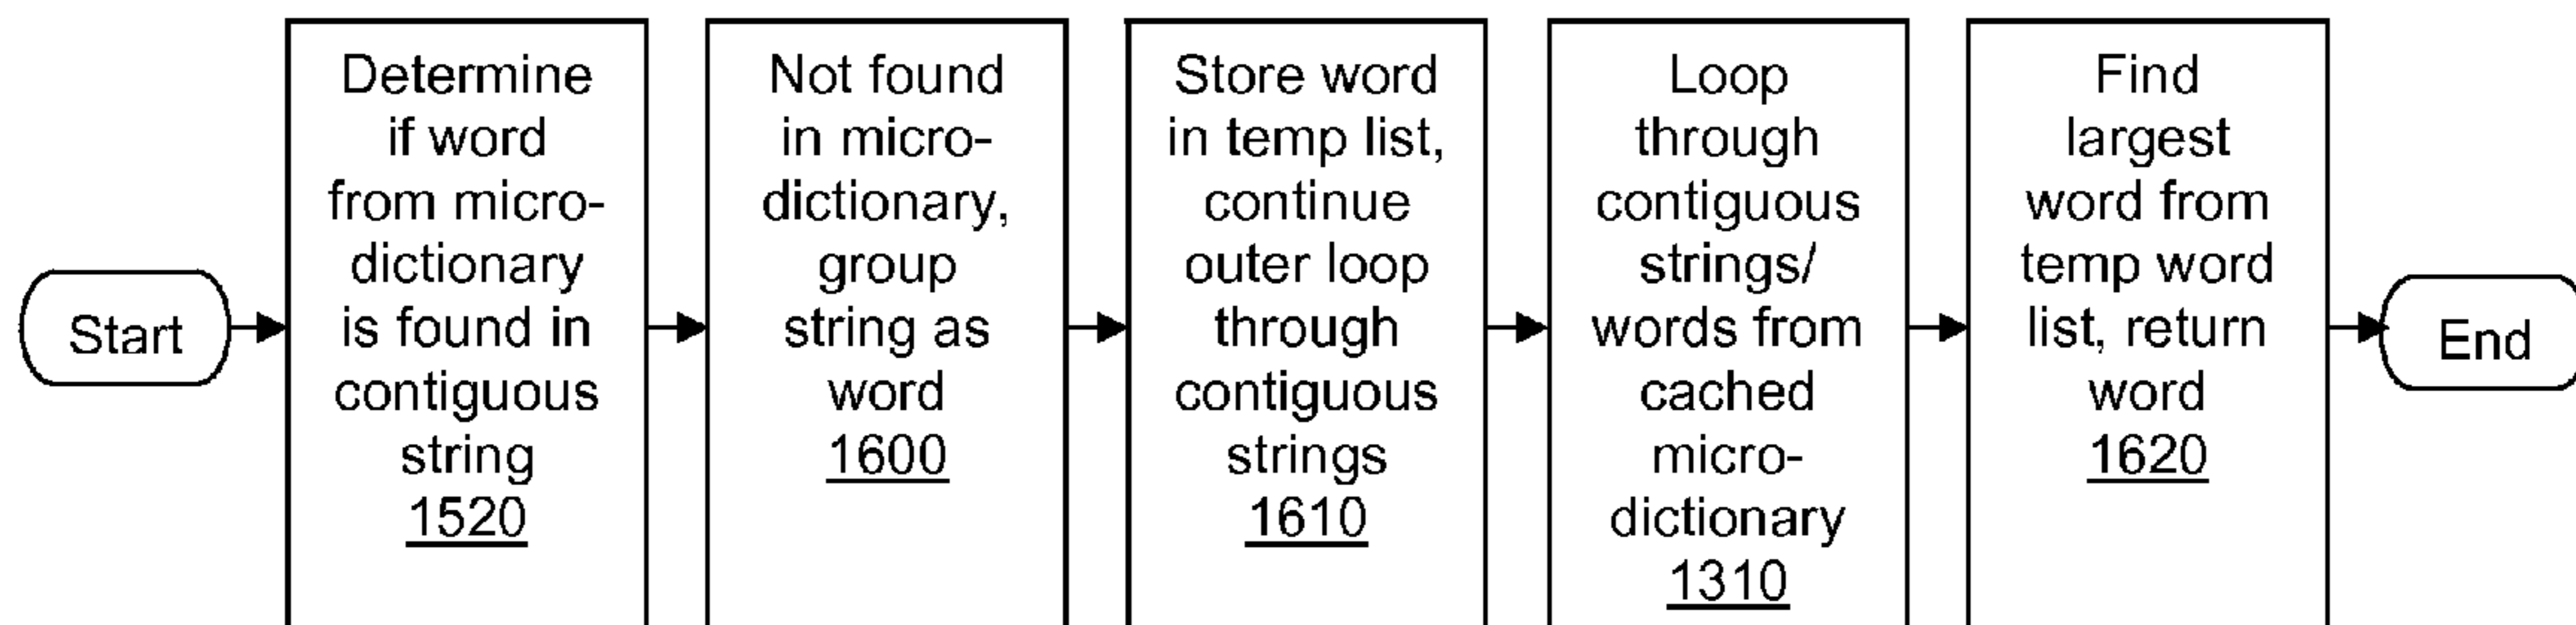 Start
Determine
if word
from micro-
dictionary
is found in
contiguous
string
1520
Not found
in micro-
dictionary,
group
string as
word
1600
Store word
in temp list,
continue
outer loop
through
contiguous
strings
1610
Loop
through
contiguous
strings/
words from
cached
micro-
dictionary
1310
Find
largest
word from
temp word
list, return
word
1620
End